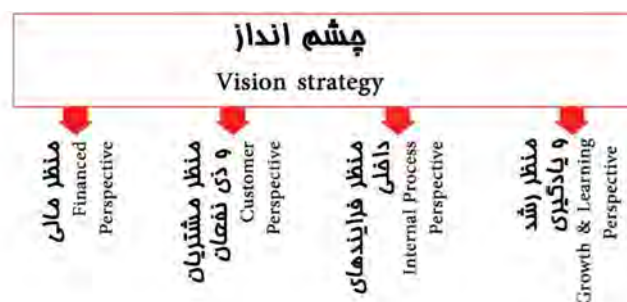 چشم انداز
Vision strategy
منظر مالی
Financed
Perspective
منظر مشتریان
و ذی نفعان
Customer
Perspective
منظر فرایندهای
داخلی
Internal Process
Perspective
منظر رشد
و یادگیری
Growth & Learning
Perspective